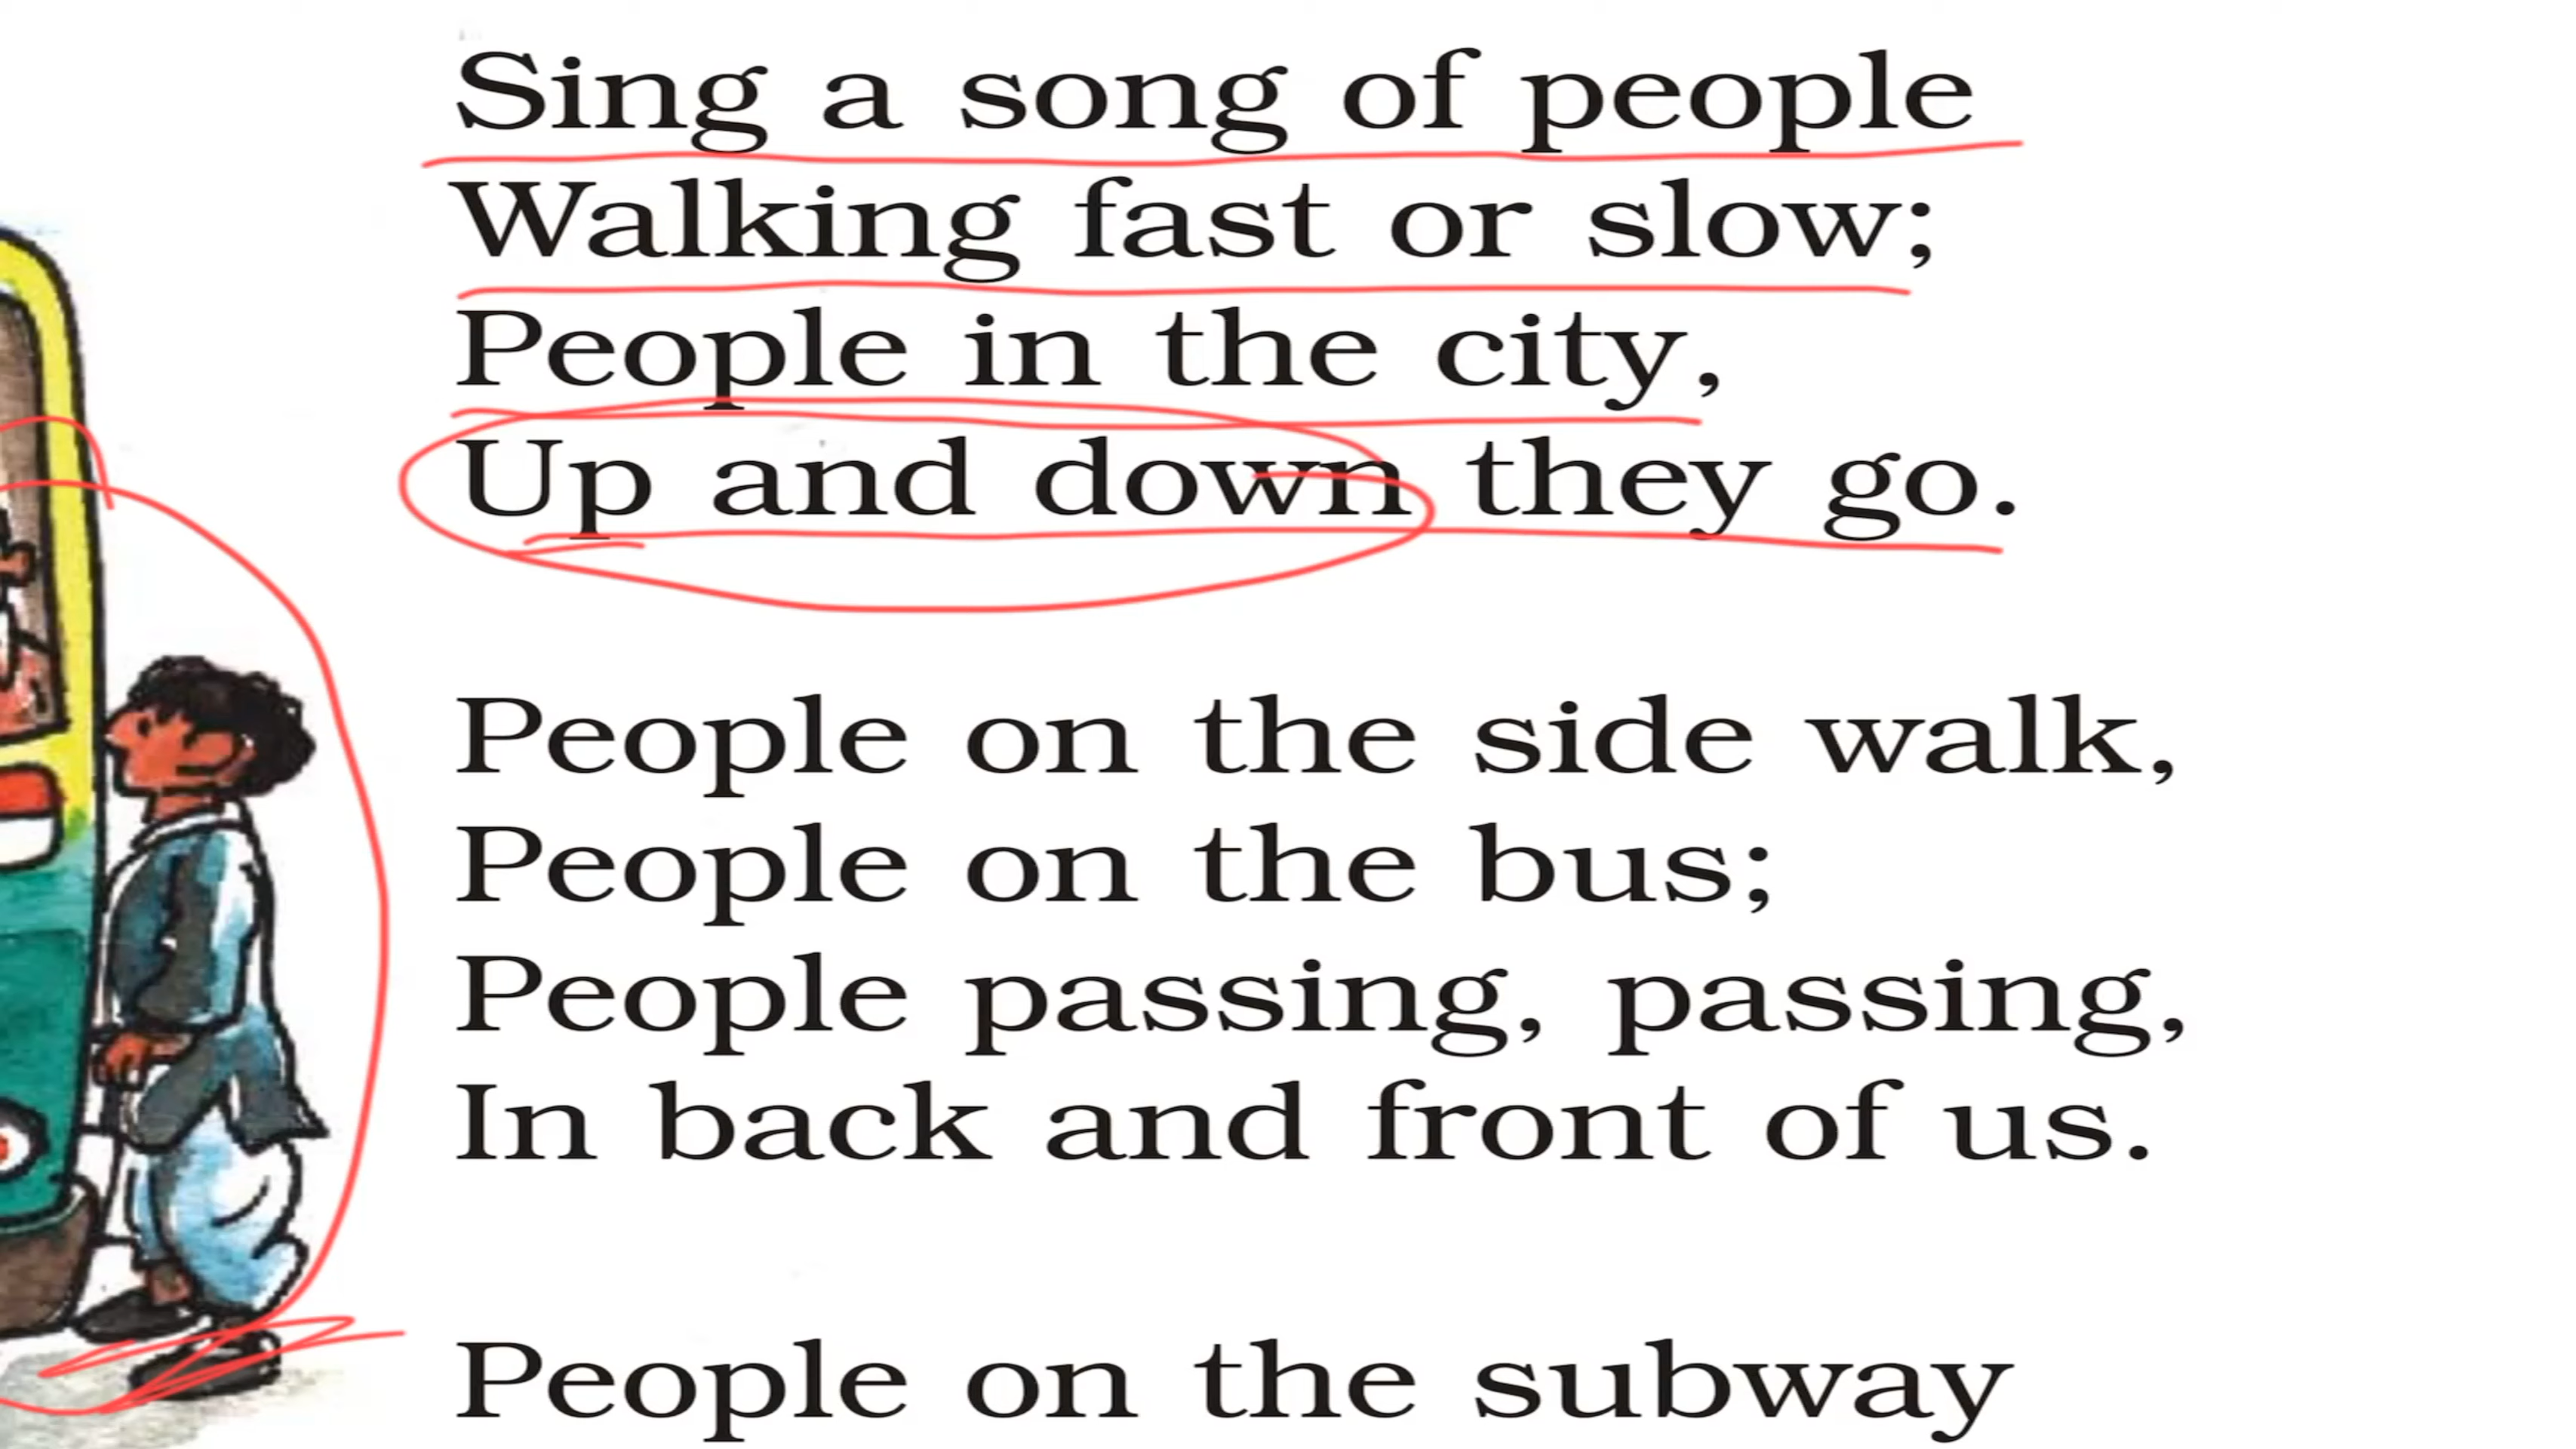 Sing a song of people
Walking fast or slow;
People in the city,
Up and down they go.
People on the side walk,
People on the bus;
People passing, passing,
In back and front of us.
People on the subway